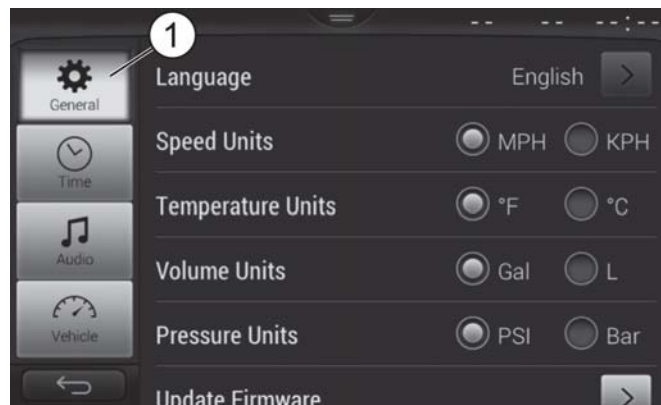 -- -- --:--
1
General
Language English >
Time
Speed Units MPH KPH
Temperature Units °F °C
Audio
Volume Units Gal L
Vehicle
Pressure Units PSI Bar
Update Firmware >